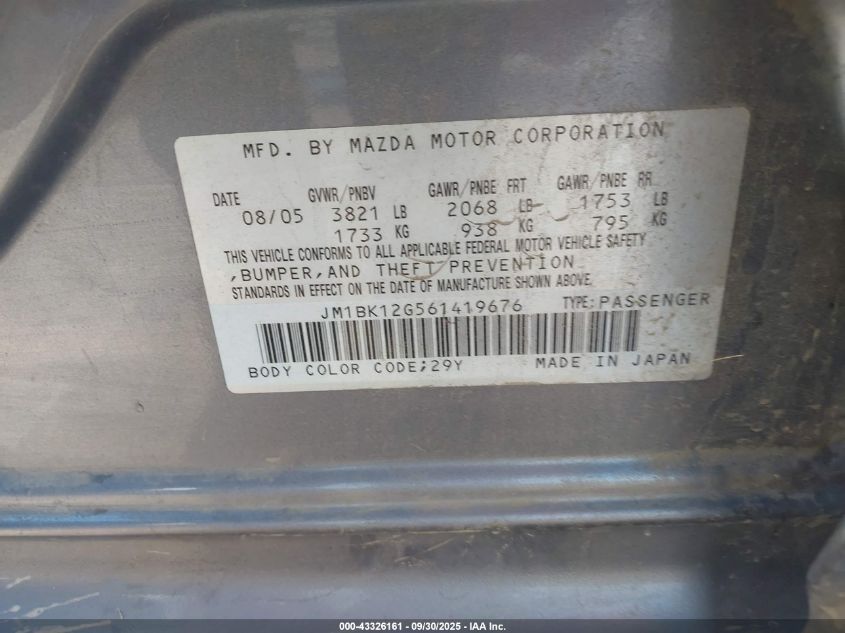 MFD. BY MAZDA MOTOR CORPORATION
DATE GVWR/PNBV GAWR/PNBE FRT GAWR/PNBE RR
08/05 3821 LB 2068 LB 1753 LB
1733 KG 938 KG 795 KG
THIS VEHICLE CONFORMS TO ALL APPLICABLE FEDERAL MOTOR VEHICLE SAFETY
,BUMPER,AND THEFT PREVENTION
STANDARDS IN EFFECT ON THE DATE OF MANUFACTURE SHOWN ABOVE.
JM1BK12G561419676 TYPE:PASSENGER
BODY COLOR CODE;29Y MADE IN JAPAN
000-43326161 - 09/30/2025 - IAA Inc.